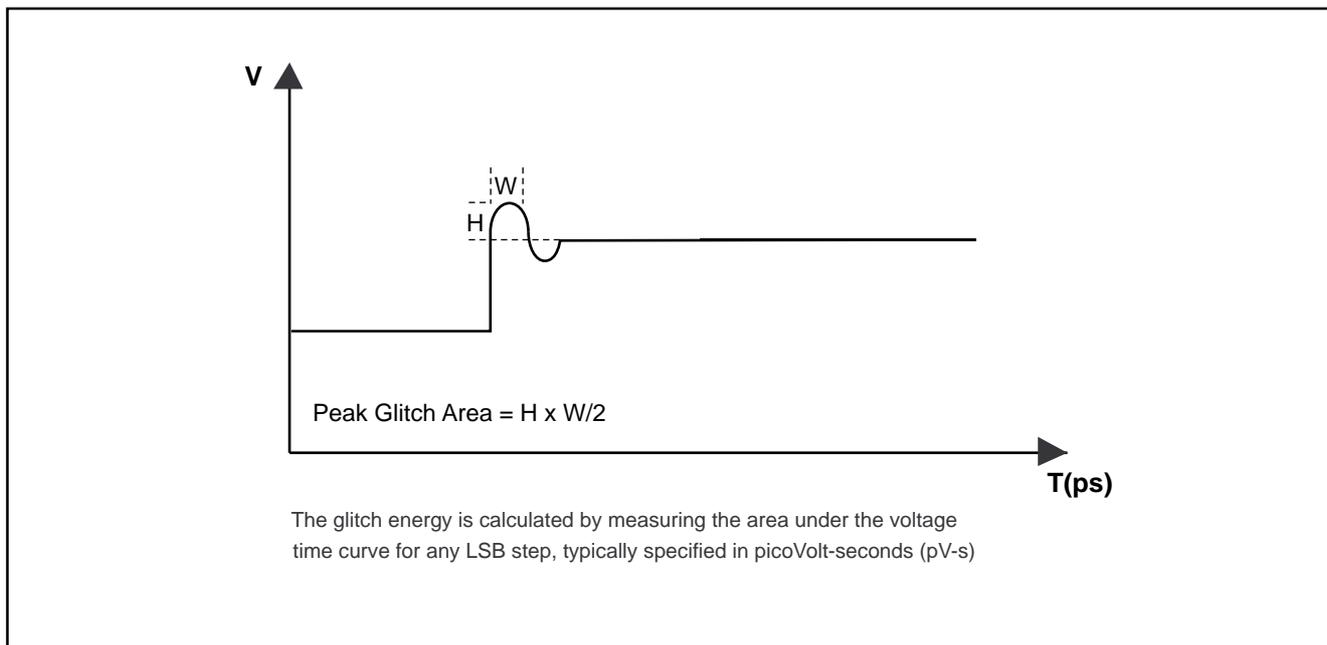 V
W
H
Peak Glitch Area = H x W/2
T(ps)
The glitch energy is calculated by measuring the area under the voltage
time curve for any LSB step, typically specified in picoVolt-seconds (pV-s)